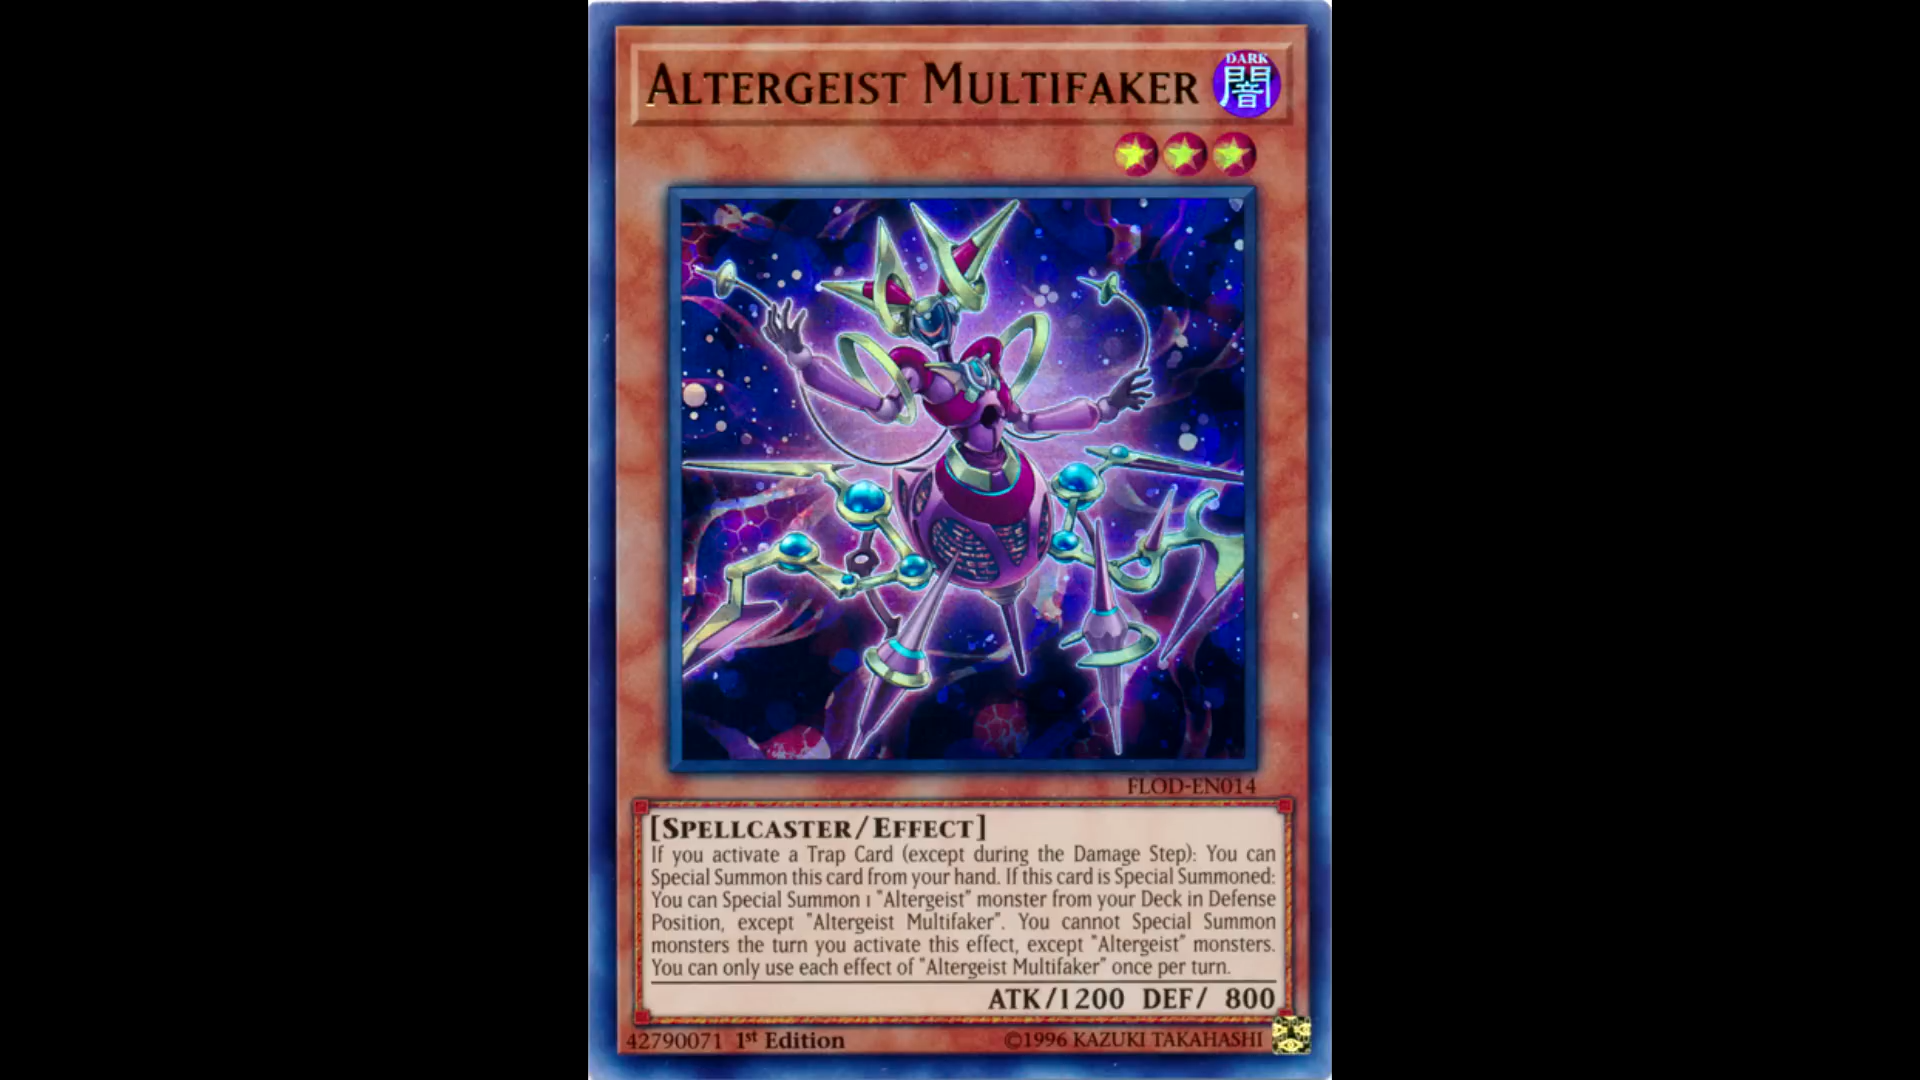 ALTERGEIST MULTIFAKER
DARK
闇
FLOD-EN014
[SPELLCASTER/EFFECT]
If you activate a Trap Card (except during the Damage Step): You can
Special Summon this card from your hand. If this card is Special Summoned:
You can Special Summon 1 "Altergeist" monster from your Deck in Defense
Position, except "Altergeist Multifaker". You cannot Special Summon
monsters the turn you activate this effect, except "Altergeist" monsters.
You can only use each effect of "Altergeist Multifaker" once per turn.
ATK/1200 DEF/ 800
42790071 1st Edition ©1996 KAZUKI TAKAHASHI